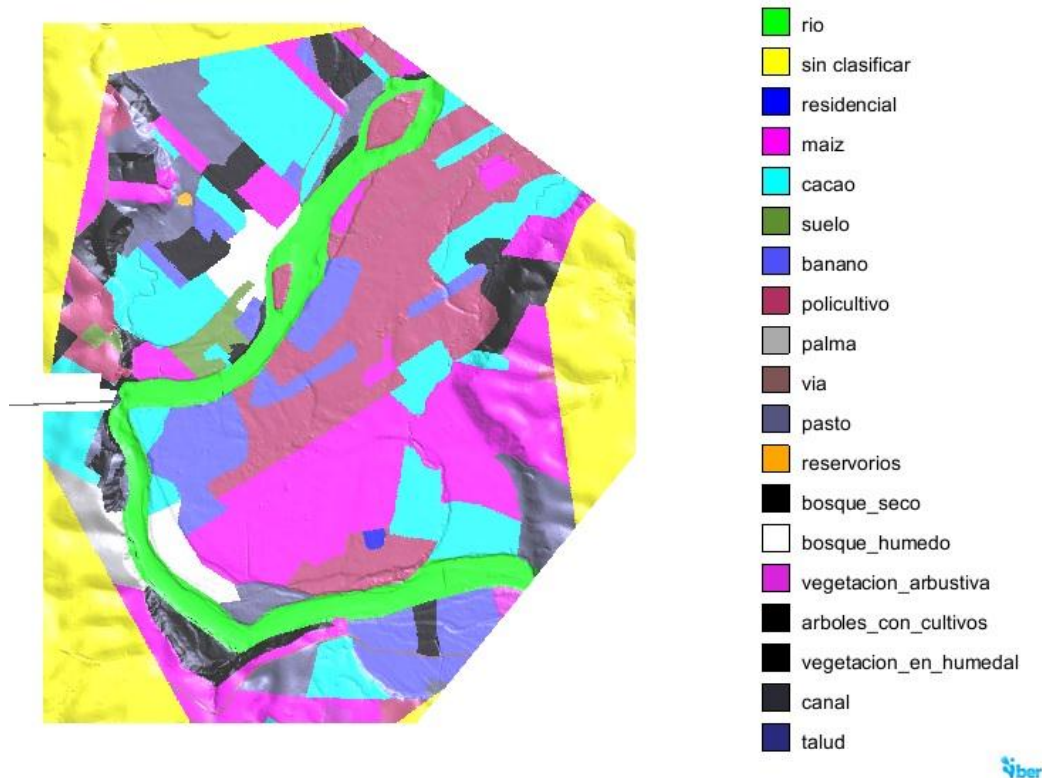 rio
sin clasificar
residencial
maiz
cacao
suelo
banano
policultivo
palma
via
pasto
reservorios
bosque_seco
bosque_humedo
vegetacion_arbustiva
árboles_con_cultivos
vegetacion_en_humedal
canal
talud
iber